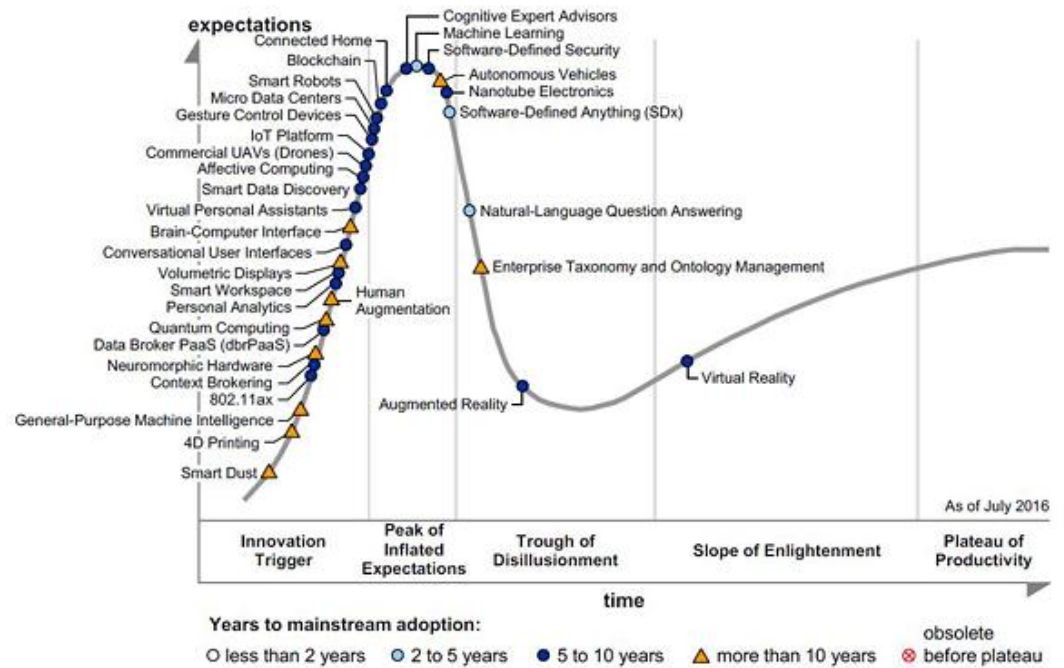 expectations
Cognitive Expert Advisors
Machine Learning
Software-Defined Security
Connected Home
Blockchain
Autonomous Vehicles
Smart Robots
Nanotube Electronics
Micro Data Centers
Gesture Control Devices
Software-Defined Anything (SDx)
IoT Platform
Commercial UAVs (Drones)
Affective Computing
Smart Data Discovery
Virtual Personal Assistants
Natural-Language Question Answering
Brain-Computer Interface
Conversational User Interfaces
Volumetric Displays
Enterprise Taxonomy and Ontology Management
Smart Workspace
Personal Analytics
Human
Augmentation
Quantum Computing
Data Broker PaaS (dbrPaaS)
Neuromorphic Hardware
Context Brokering
802.11ax
Virtual Reality
Augmented Reality
General-Purpose Machine Intelligence
4D Printing
Smart Dust
As of July 2016
Innovation
Trigger
Peak of
Inflated
Expectations
Trough of
Disillusionment
Slope of Enlightenment
Plateau of
Productivity
time
Years to mainstream adoption:
less than 2 years
2 to 5 years
5 to 10 years
more than 10 years
obsolete
before plateau